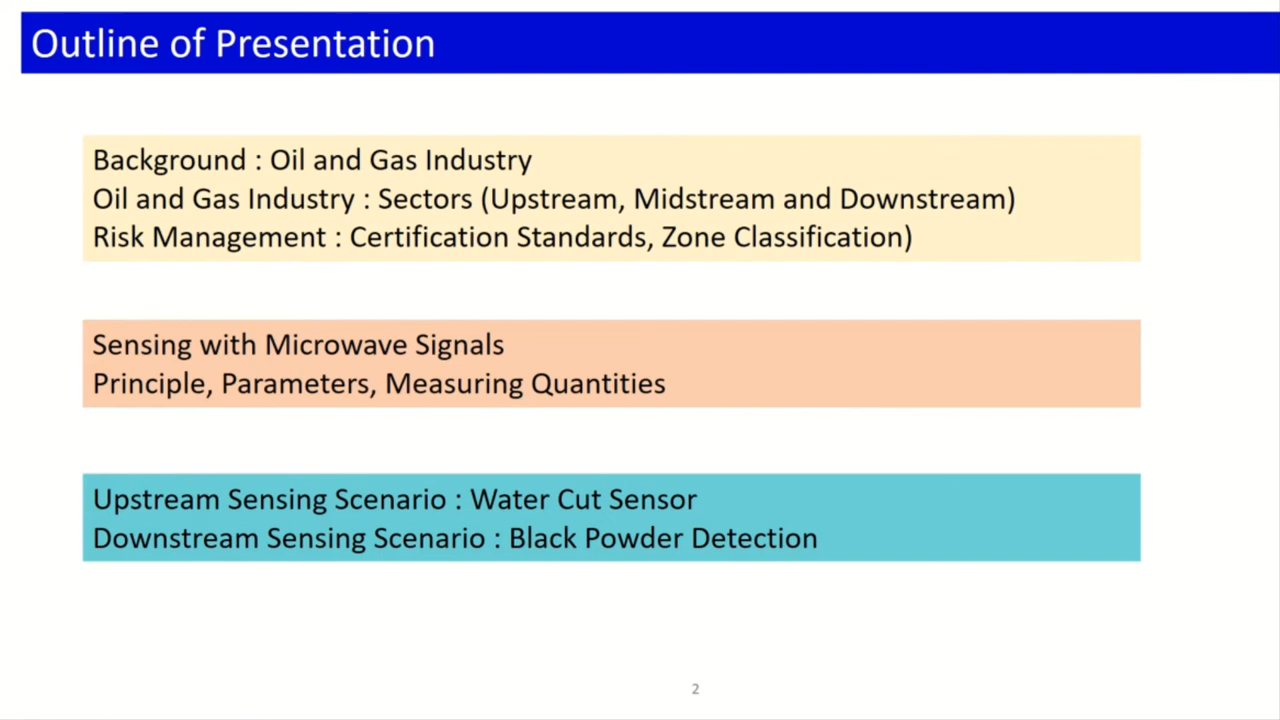 Outline of Presentation
Background : Oil and Gas Industry
Oil and Gas Industry : Sectors (Upstream, Midstream and Downstream)
Risk Management : Certification Standards, Zone Classification)
Sensing with Microwave Signals
Principle, Parameters, Measuring Quantities
Upstream Sensing Scenario : Water Cut Sensor
Downstream Sensing Scenario : Black Powder Detection
2